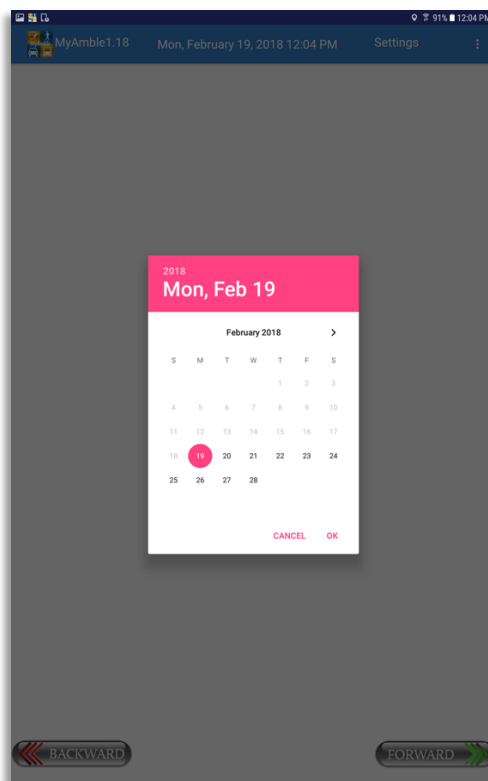 91% 12:04 PM
MyAmble1.18 Mon, February 19, 2018 12:04 PM Settings
2018
Mon, Feb 19
February 2018
S M T W T F S
1 2 3
4 5 6 7 8 9 10
11 12 13 14 15 16 17
18 19 20 21 22 23 24
25 26 27 28
CANCEL OK
BACKWARD FORWARD